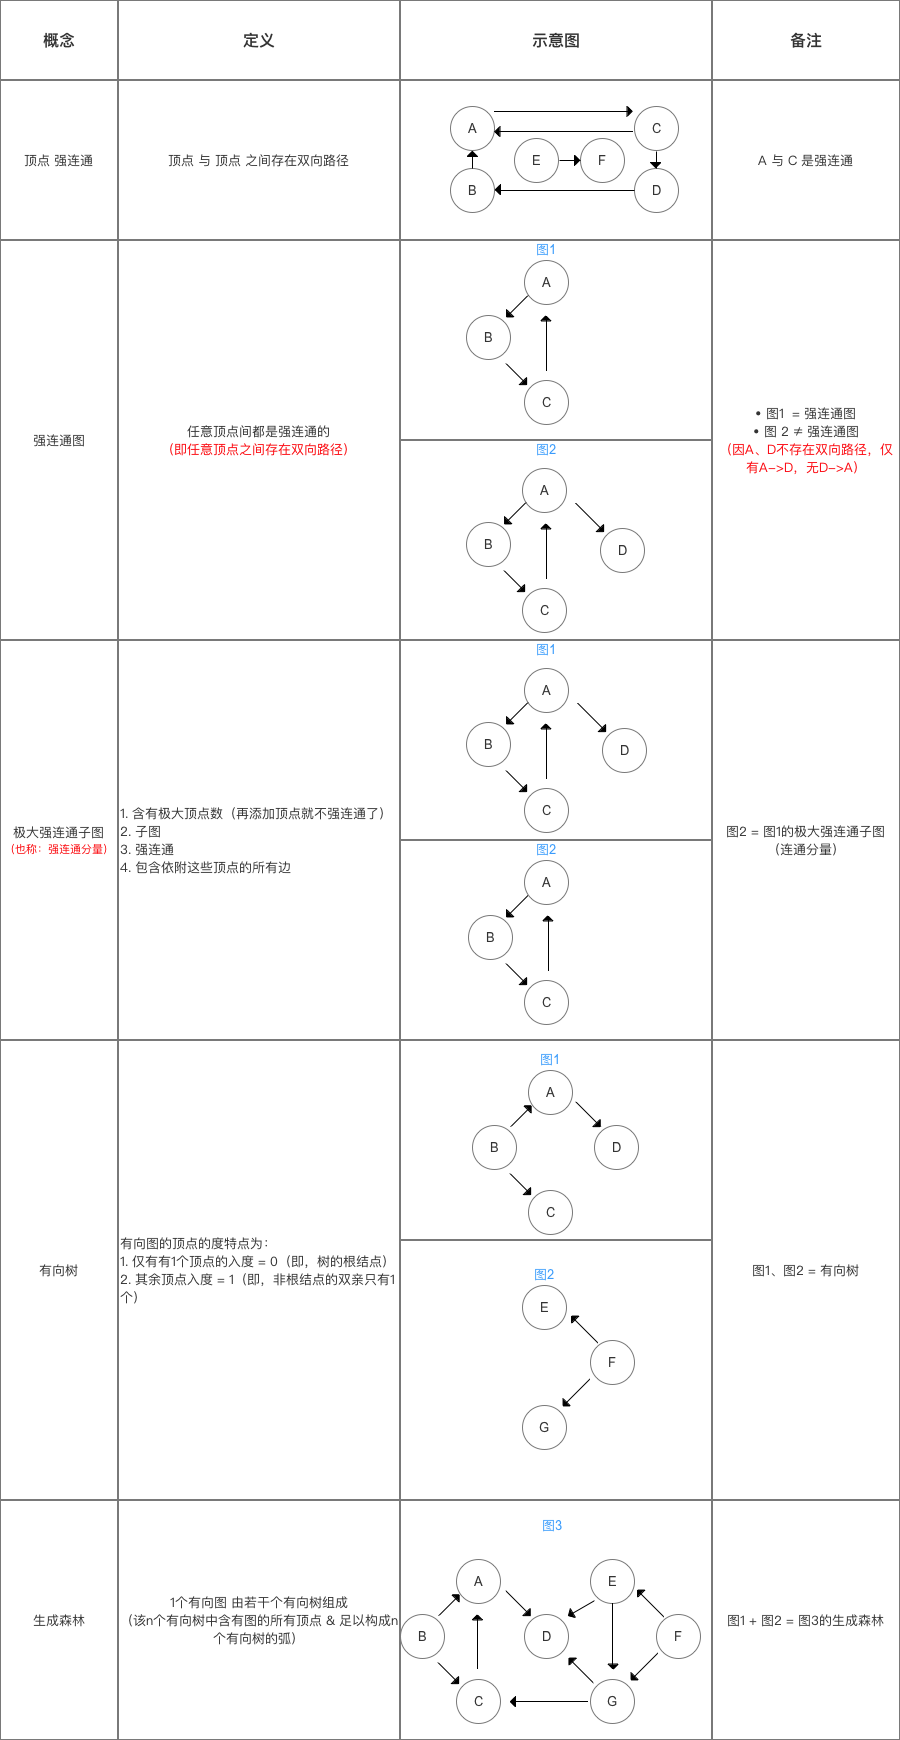 概念
定义
示意图
备注
顶点 强连通
顶点 与 顶点 之间存在双向路径
A
C
E
F
B
D
A 与 C 是强连通
强连通图
任意顶点间都是强连通的
(即任意顶点之间存在双向路径)
图1
A
B
C
图2
A
B
D
C
• 图1 = 强连通图
• 图 2 ≠ 强连通图
(因A、D不存在双向路径，仅
有A->D，无D->A)
极大强连通子图
(也称：强连通分量)
1. 含有极大顶点数（再添加顶点就不强连通了）
2. 子图
3. 强连通
4. 包含依附这些顶点的所有边
图1
A
B
D
C
图2
A
B
C
图2 = 图1的极大强连通子图
（连通分量）
有向树
有向图的顶点的度特点为：
1. 仅有有1个顶点的入度 = 0（即，树的根结点）
2. 其余顶点入度 = 1（即，非根结点的双亲只有1
个）
图1
A
B
D
C
图2
E
F
G
图1、图2 = 有向树
生成森林
1个有向图 由若干个有向树组成
（该n个有向树中含有图的所有顶点 & 足以构成n
个有向树的弧）
图3
A
E
B
D
F
C
G
图1 + 图2 = 图3的生成森林